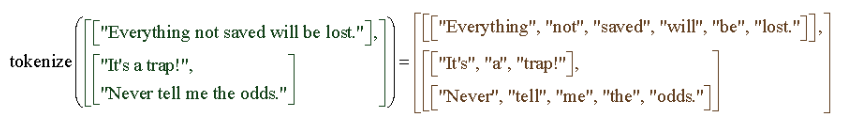 tokenize([["Everything not saved will be lost."], = [[["Everything", "not", "saved", "will", "be", "lost."]],
["It's a trap!", [["It's", "a", "trap!"],
"Never tell me the odds."]]) ["Never", "tell", "me", "the", "odds."]]]